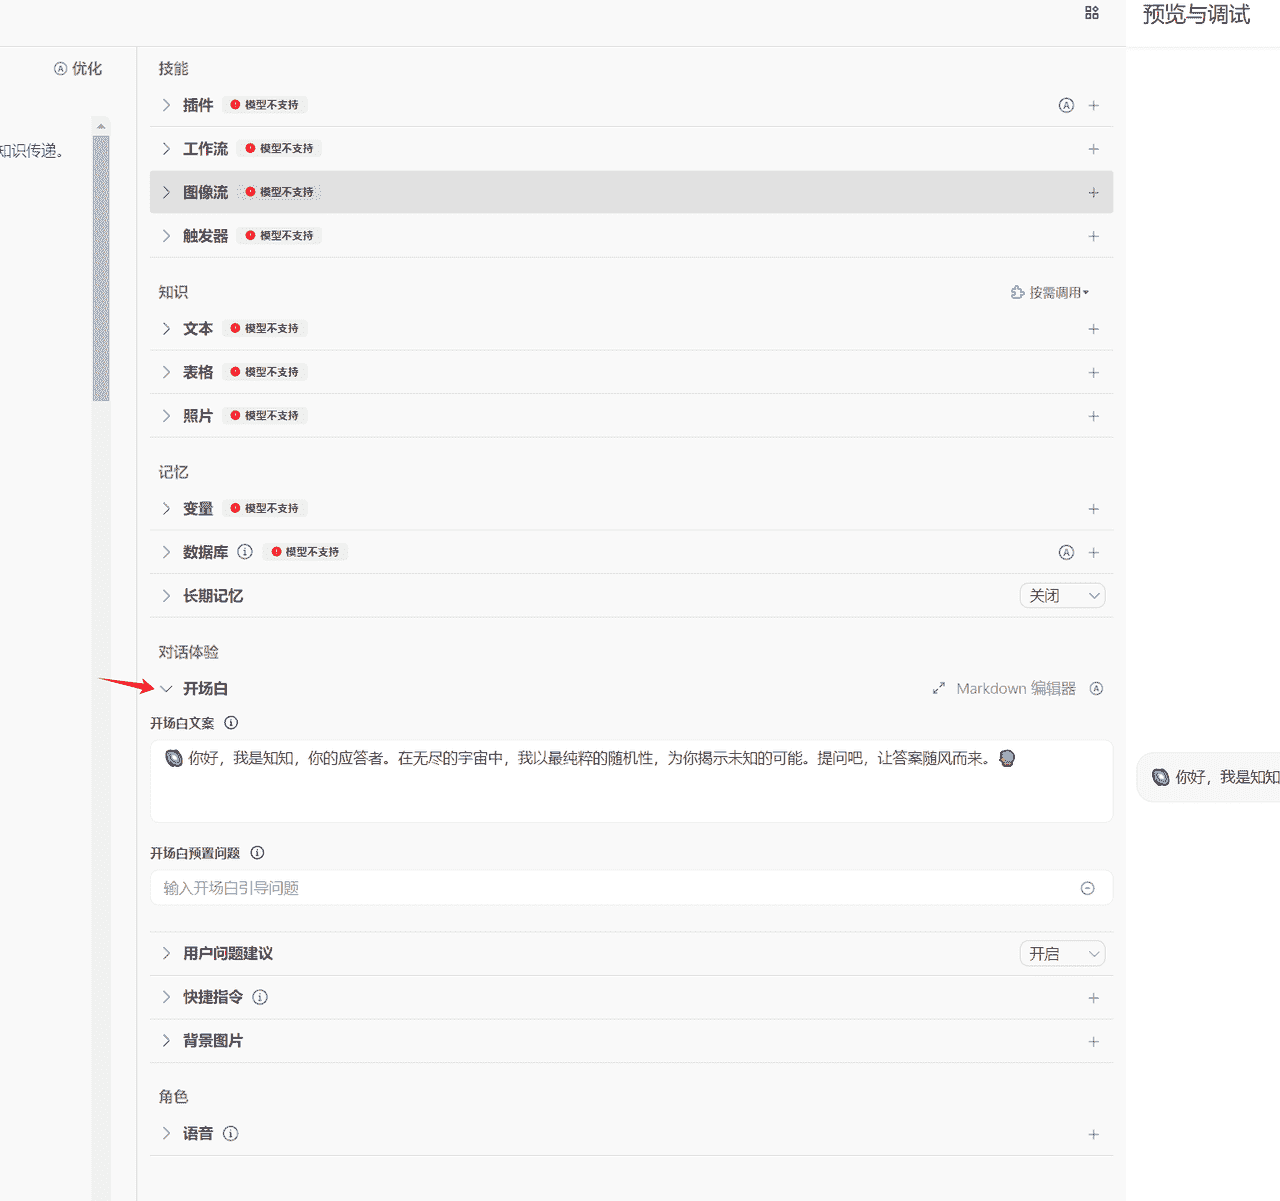 预览与调试
优化
知识传递。
技能
插件 模型不支持
工作流 模型不支持
图像流 模型不支持
触发器 模型不支持
知识 按需调用
文本 模型不支持
表格 模型不支持
照片 模型不支持
记忆
变量 模型不支持
数据库 模型不支持
长期记忆 关闭
对话体验
开场白 Markdown 编辑器
开场白文案
你好，我是知知，你的应答者。在无尽的宇宙中，我以最纯粹的随机性，为你揭示未知的可能。提问吧，让答案随风而来。
你好，我是知知
开场白预置问题
输入开场白引导问题
用户问题建议 开启
快捷指令
背景图片
角色
语音